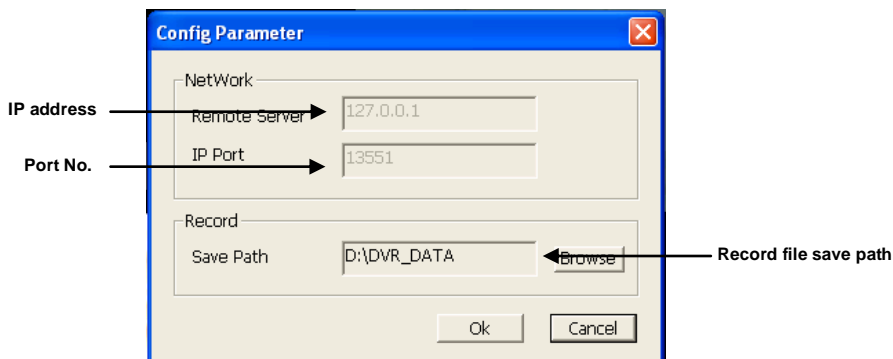 Config Parameter
NetWork
IP address
Remote Server
127.0.0.1
Port No.
IP Port
13551
Record
Save Path
D:\DVR_DATA
Browse
Record file save path
Ok
Cancel